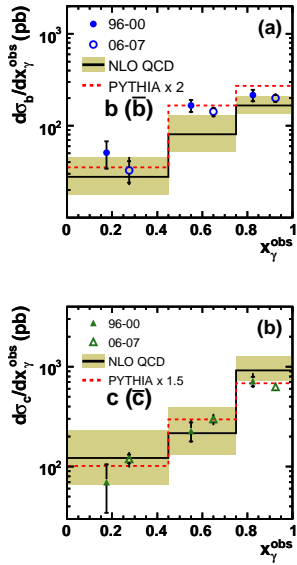 dσ_b/dx_γ^obs (pb)
96-00
(a)
06-07
NLO QCD
PYTHIA x 2
b (b̄)
10²
0 0.2 0.4 0.6 0.8 1
x_γ^obs
dσ_c/dx_γ^obs (pb)
96-00
(b)
10³
06-07
NLO QCD
PYTHIA x 1.5
c (c̄)
10²
0 0.2 0.4 0.6 0.8 1
x_γ^obs